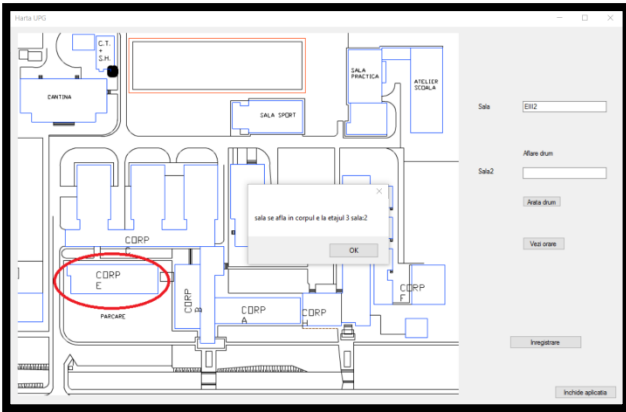 Harta UPG
C.T.
+
S.H.
CANTINA
SALA
PRACTICA
ATELIER
SCOALA
SALA SPORT
CORP
CORP
E
PARCARE
CORP
B
CORP
A
CORP
CORP
F
sala se afla in corpul e la etajul 3 sala:2
OK
Sala
EIII2
Aflare drum
Sala2
Arata drum
Vezi orare
Inregistrare
Inchide aplicatia